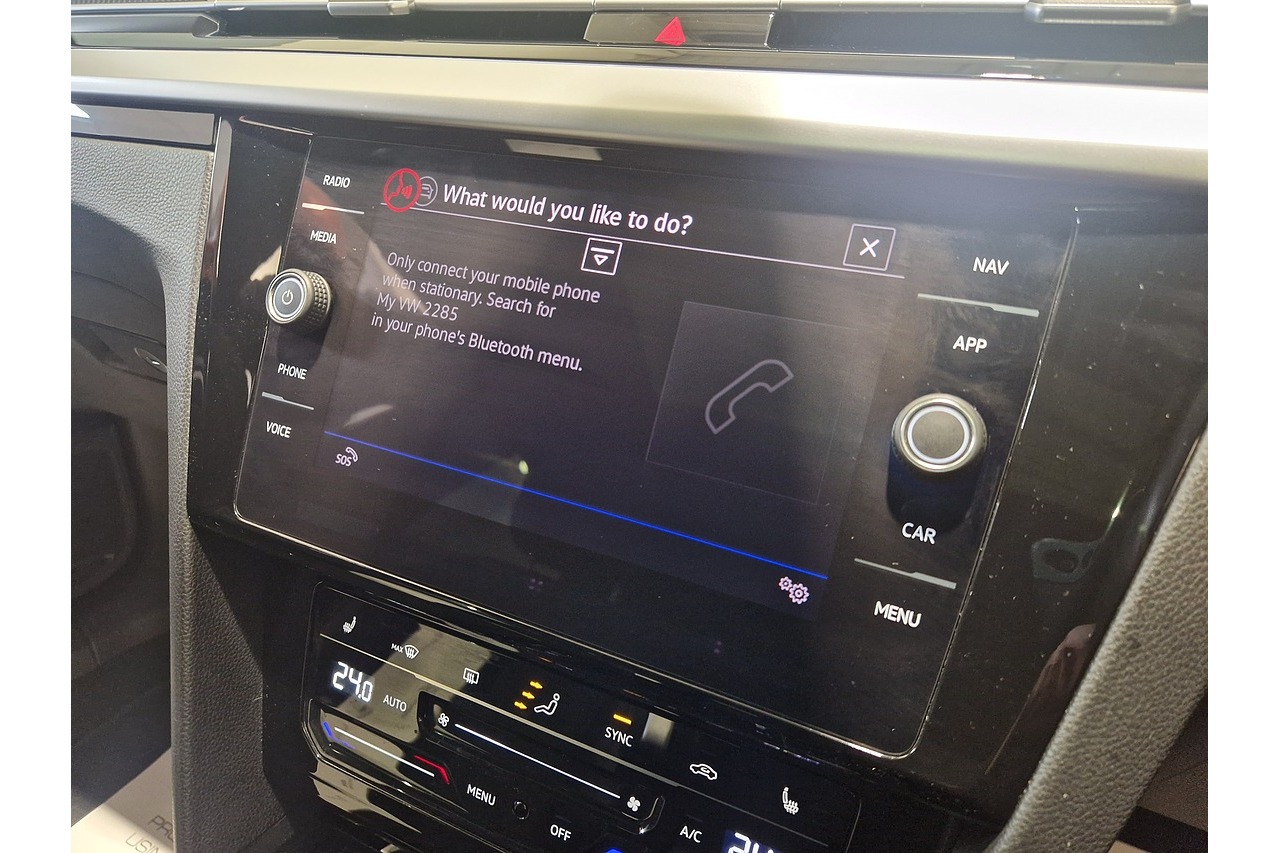 RADIO
MEDIA
PHONE
VOICE
What would you like to do?
Only connect your mobile phone
when stationary. Search for
My VW 2285
in your phone's Bluetooth menu.
SOS
NAV
APP
CAR
MENU
MAX
24.0
AUTO
SYNC
MENU
OFF
A/C